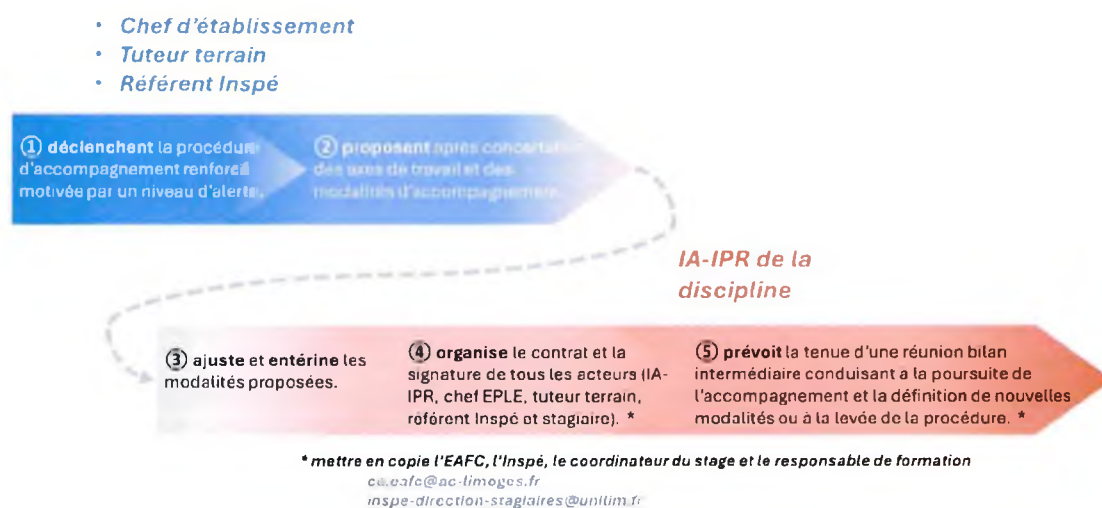 • Chef d'établissement
• Tuteur terrain
• Référent Inspé
① déclenchent la procédure
d'accompagnement renforcé
motivée par un niveau d'alerte.
② proposent après concertation
des axes de travail et des
modalités d'accompagnement.
IA-IPR de la
discipline
③ ajuste et entérine les
modalités proposées.
④ organise le contrat et la
signature de tous les acteurs (IA-
IPR, chef EPLE, tuteur terrain,
référent Inspé et stagiaire). *
⑤ prévoit la tenue d'une réunion bilan
intermédiaire conduisant à la poursuite de
l'accompagnement et la définition de nouvelles
modalités ou à la levée de la procédure. *
* mettre en copie l'EAFC, l'Inspé, le coordinateur du stage et le responsable de formation
ce.eafc@ac-limoges.fr
inspe-direction-stagiaires@unilim.fr